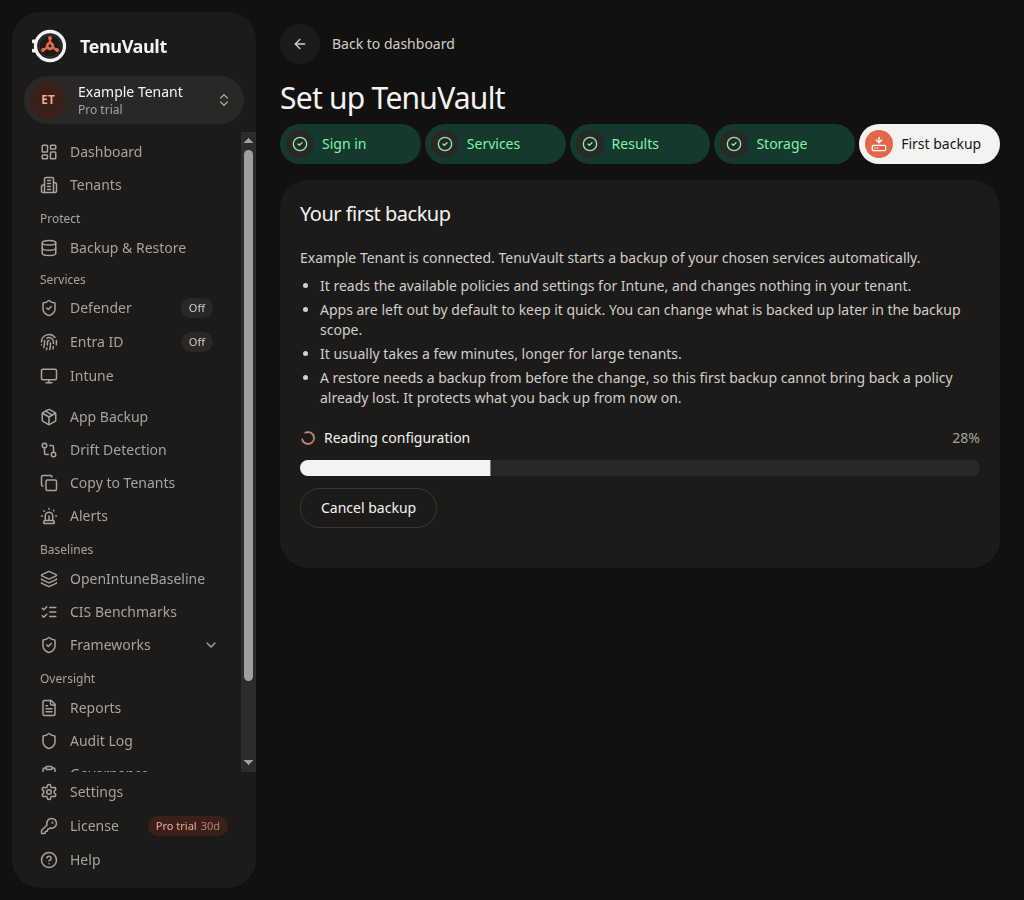 TenuVault
ET
Example Tenant
Pro trial
Dashboard
Tenants
Protect
Backup & Restore
Services
Defender
Off
Entra ID
Off
Intune
App Backup
Drift Detection
Copy to Tenants
Alerts
Baselines
OpenIntuneBaseline
CIS Benchmarks
Frameworks
Oversight
Reports
Audit Log
Settings
License
Pro trial 30d
Help
Back to dashboard
Set up TenuVault
Sign in
Services
Results
Storage
First backup
Your first backup
Example Tenant is connected. TenuVault starts a backup of your chosen services automatically.
It reads the available policies and settings for Intune, and changes nothing in your tenant.
Apps are left out by default to keep it quick. You can change what is backed up later in the backup
scope.
It usually takes a few minutes, longer for large tenants.
A restore needs a backup from before the change, so this first backup cannot bring back a policy
already lost. It protects what you back up from now on.
Reading configuration
28%
Cancel backup